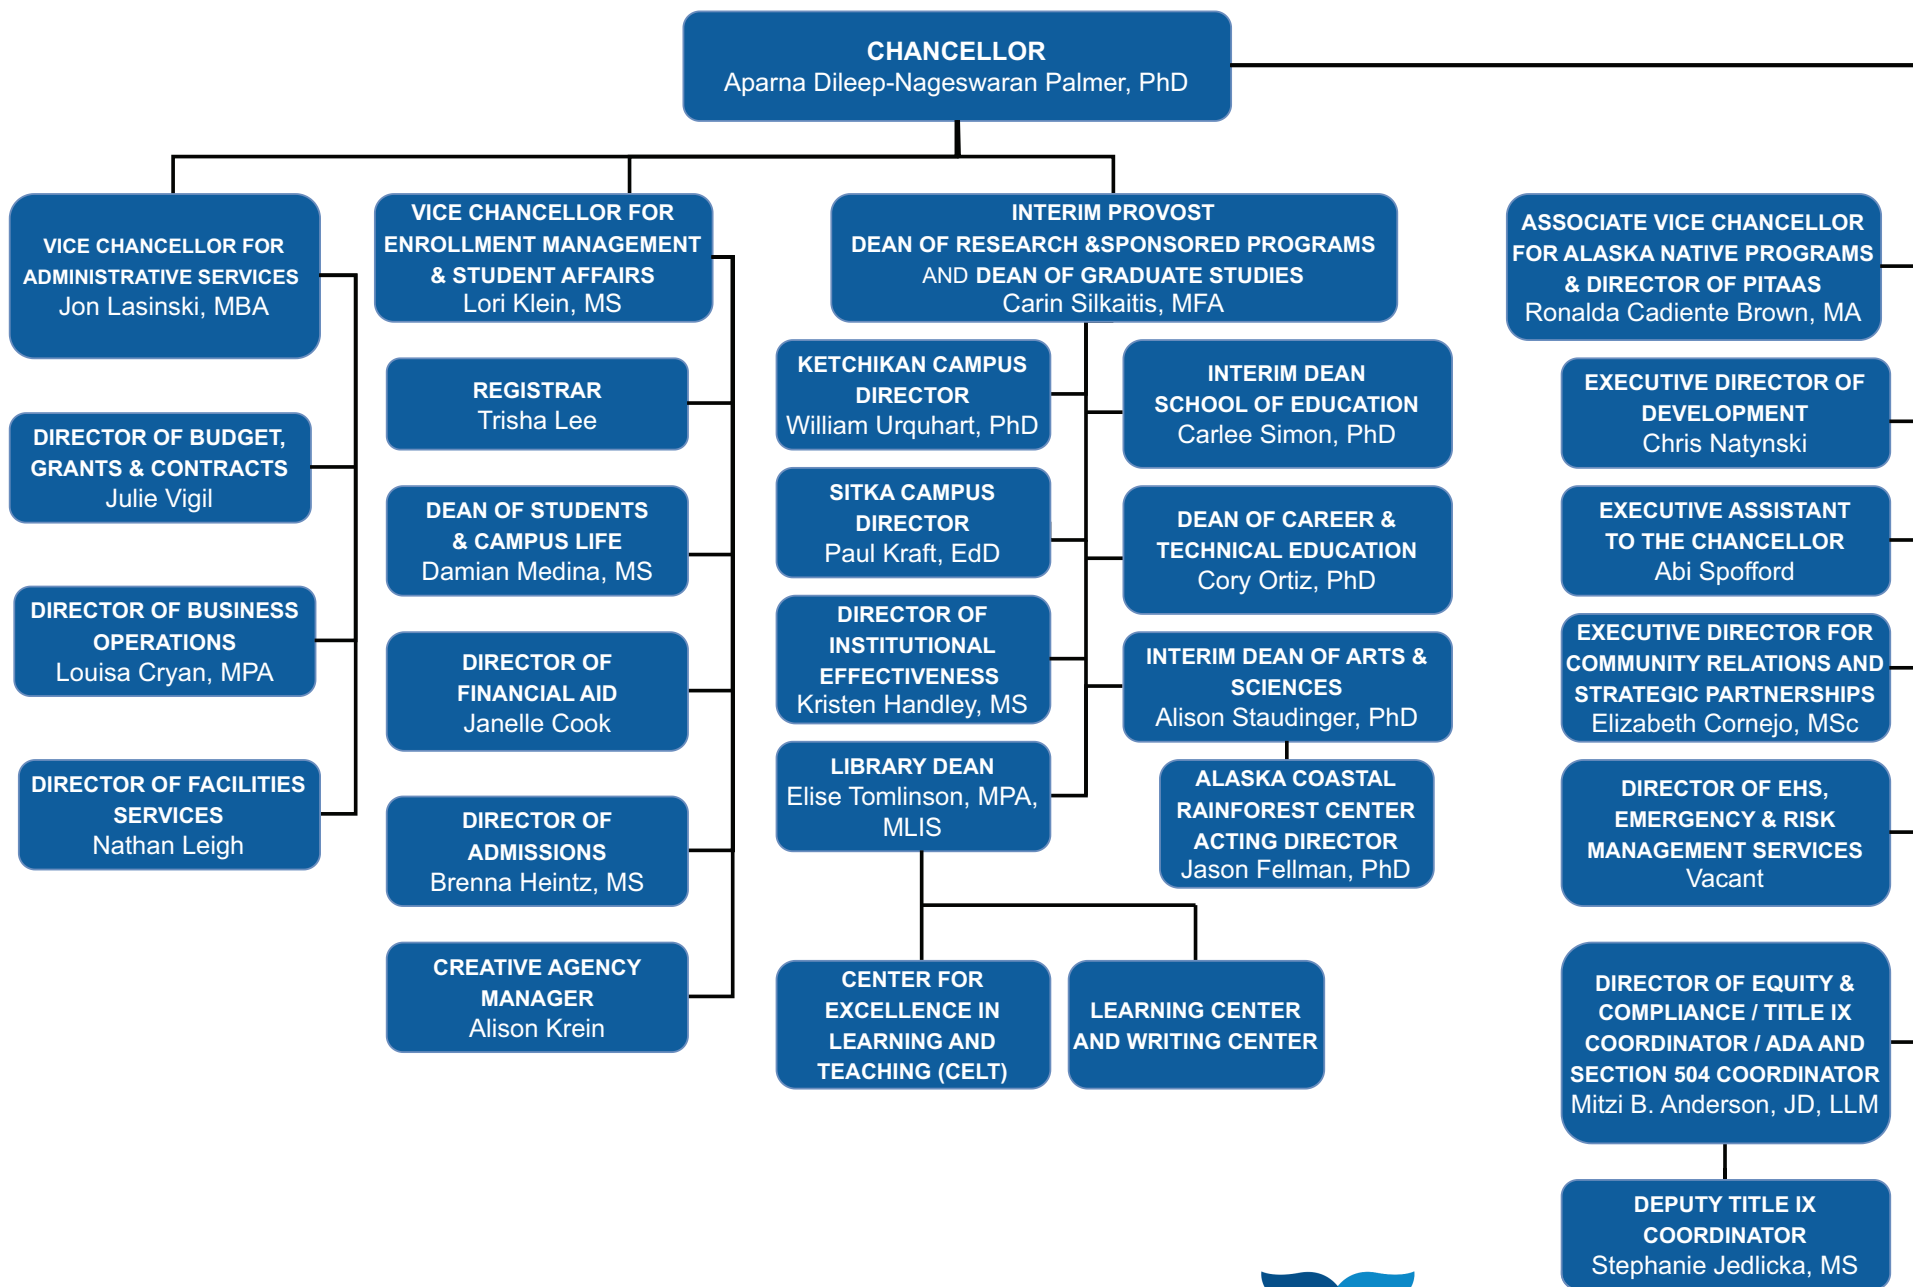 CHANCELLOR
Aparna Dileep-Nageswaran Palmer, PhD
VICE CHANCELLOR FOR
ADMINISTRATIVE SERVICES
Jon Lasinski, MBA
DIRECTOR OF BUDGET,
GRANTS & CONTRACTS
Julie Vigil
DIRECTOR OF BUSINESS
OPERATIONS
Louisa Cryan, MPA
DIRECTOR OF FACILITIES
SERVICES
Nathan Leigh
VICE CHANCELLOR FOR
ENROLLMENT MANAGEMENT
& STUDENT AFFAIRS
Lori Klein, MS
REGISTRAR
Trisha Lee
DEAN OF STUDENTS
& CAMPUS LIFE
Damian Medina, MS
DIRECTOR OF
FINANCIAL AID
Janelle Cook
DIRECTOR OF
ADMISSIONS
Brenna Heintz, MS
CREATIVE AGENCY
MANAGER
Alison Krein
INTERIM PROVOST
DEAN OF RESEARCH &SPONSORED PROGRAMS
AND DEAN OF GRADUATE STUDIES
Carin Silkaitis, MFA
KETCHIKAN CAMPUS
DIRECTOR
William Urquhart, PhD
SITKA CAMPUS
DIRECTOR
Paul Kraft, EdD
DIRECTOR OF
INSTITUTIONAL
EFFECTIVENESS
Kristen Handley, MS
LIBRARY DEAN
Elise Tomlinson, MPA,
MLIS
INTERIM DEAN
SCHOOL OF EDUCATION
Carlee Simon, PhD
DEAN OF CAREER &
TECHNICAL EDUCATION
Cory Ortiz, PhD
INTERIM DEAN OF ARTS &
SCIENCES
Alison Staudinger, PhD
ALASKA COASTAL
RAINFOREST CENTER
ACTING DIRECTOR
Jason Fellman, PhD
CENTER FOR
EXCELLENCE IN
LEARNING AND
TEACHING (CELT)
LEARNING CENTER
AND WRITING CENTER
ASSOCIATE VICE CHANCELLOR
FOR ALASKA NATIVE PROGRAMS
& DIRECTOR OF PITAAS
Ronalda Cadiente Brown, MA
EXECUTIVE DIRECTOR OF
DEVELOPMENT
Chris Natynski
EXECUTIVE ASSISTANT
TO THE CHANCELLOR
Abi Spofford
EXECUTIVE DIRECTOR FOR
COMMUNITY RELATIONS AND
STRATEGIC PARTNERSHIPS
Elizabeth Cornejo, MSc
DIRECTOR OF EHS,
EMERGENCY & RISK
MANAGEMENT SERVICES
Vacant
DIRECTOR OF EQUITY &
COMPLIANCE / TITLE IX
COORDINATOR / ADA AND
SECTION 504 COORDINATOR
Mitzi B. Anderson, JD, LLM
DEPUTY TITLE IX
COORDINATOR
Stephanie Jedlicka, MS